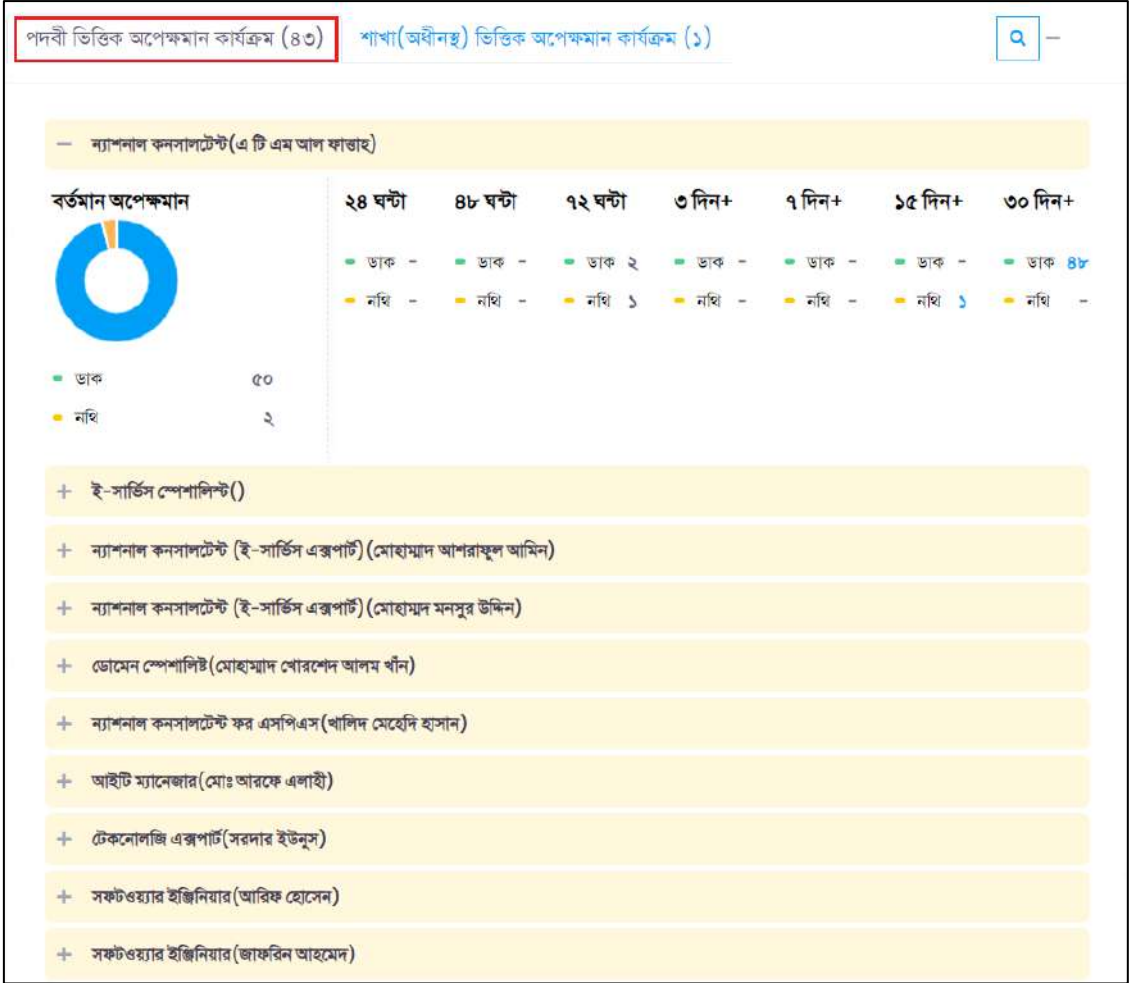 পদবী ভিত্তিক অপেক্ষমান কার্যক্রম (৪৩) শাখা(অধীনস্থ) ভিত্তিক অপেক্ষমান কার্যক্রম (১)
ন্যাশনাল কনসালটেন্ট(এ টি এম আল ফাত্তাহ)
বর্তমান অপেক্ষমান ২৪ ঘন্টা ৪৮ ঘন্টা ৭২ ঘন্টা ৩ দিন+ ৭ দিন+ ১৫ দিন+ ৩০ দিন+
ডাক - ডাক - ডাক ২ ডাক - ডাক - ডাক - ডাক ৪৮
নথি - নথি - নথি ১ নথি - নথি - নথি ১ নথি -
ডাক ৫০
নথি ২
ই-সার্ভিস স্পেশালিস্ট()
ন্যাশনাল কনসালটেন্ট (ই-সার্ভিস এক্সপার্ট)(মোহাম্মাদ আশরাফুল আমিন)
ন্যাশনাল কনসালটেন্ট (ই-সার্ভিস এক্সপার্ট)(মোহাম্মদ মনসুর উদ্দিন)
ডোমেন স্পেশালিষ্ট(মোহাম্মাদ খোরশেদ আলম খাঁন)
ন্যাশনাল কনসালটেন্ট ফর এসপিএস(খালিদ মেহেদি হাসান)
আইটি ম্যানেজার(মোঃ আরফে এলাহী)
টেকনোলজি এক্সপার্ট(সরদার ইউনুস)
সফটওয়্যার ইঞ্জিনিয়ার(আরিফ হোসেন)
সফটওয়্যার ইঞ্জিনিয়ার(জাফরিন আহমেদ)